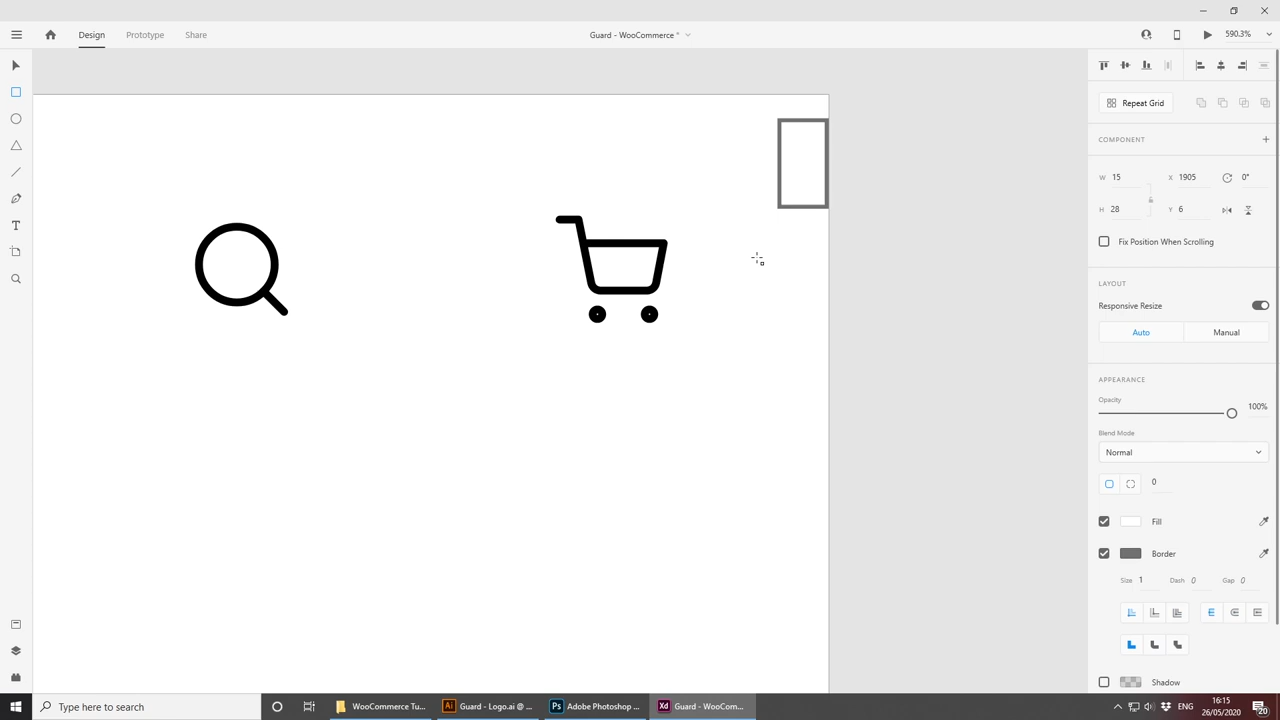 Design
Prototype
Share
Guard - WooCommerce *
590.3%
Repeat Grid
COMPONENT
W 15
X 1905
0°
H 28
Y 6
Fix Position When Scrolling
LAYOUT
Responsive Resize
Auto
Manual
APPEARANCE
Opacity
100%
Blend Mode
Normal
0
Fill
Border
Size 1
Dash 0
Gap 0
Shadow
Type here to search
WooCommerce Tu...
Ai Guard - Logo.ai @ ...
Ps Adobe Photoshop ...
Xd Guard - WooCom...
ENG
16:15
26/05/2020
20